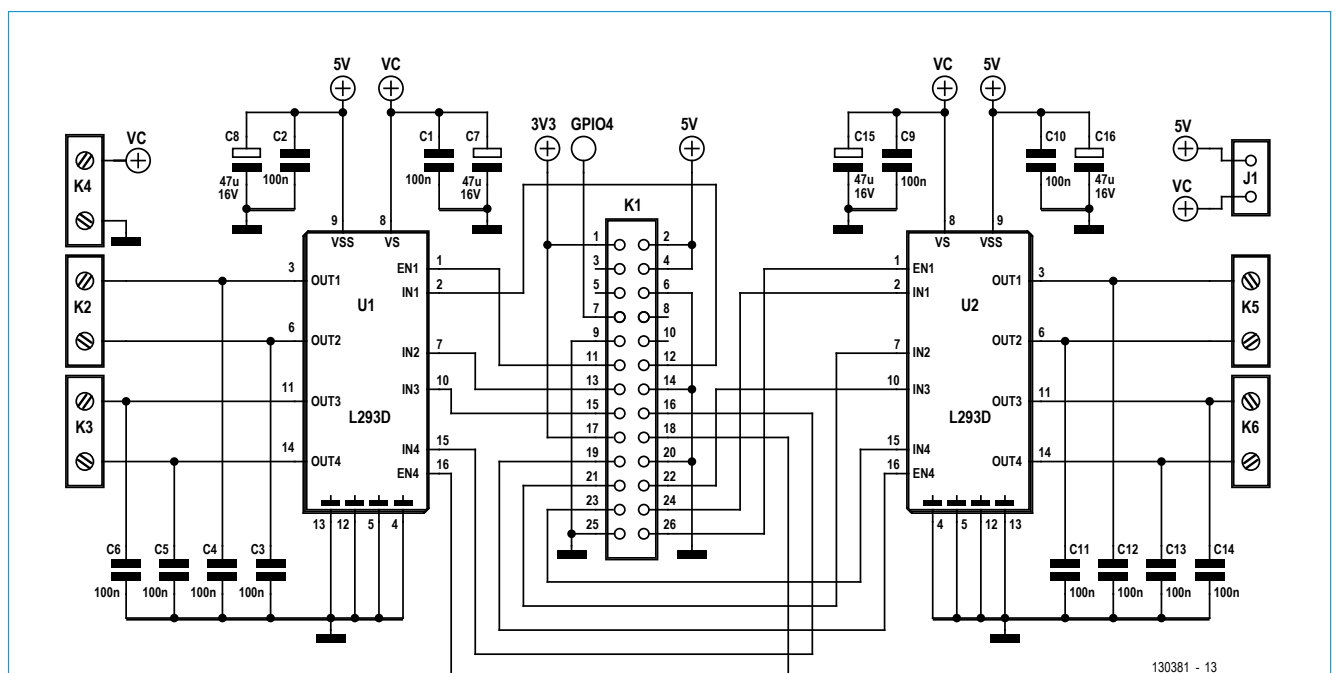 5V
VC
VC
5V
3V3
GPIO4
5V
C8
C2
C1
C7
C15
C9
C10
C16
5V
VC
47u
16V
100n
100n
47u
16V
47u
16V
100n
100n
47u
16V
VC
J1
K4
K1
9
8
8
9
VSS
VS
VS
VSS
1
2
3
4
5
6
7
8
9
10
11
12
13
14
15
16
17
18
19
20
21
22
23
24
25
26
K2
3
OUT1
EN1
1
IN1
2
U1
6
OUT2
IN2
7
IN3
10
K3
11
OUT3
L293D
14
OUT4
IN4
15
EN4
16
13
12
5
4
1
EN1
2
IN1
OUT1
3
K5
U2
OUT2
6
7
IN2
10
IN3
OUT3
11
K6
L293D
15
IN4
OUT4
14
16
EN4
4
5
12
13
C6
C5
C4
C3
100n
100n
100n
100n
C11
C12
C13
C14
100n
100n
100n
100n
130381 - 13